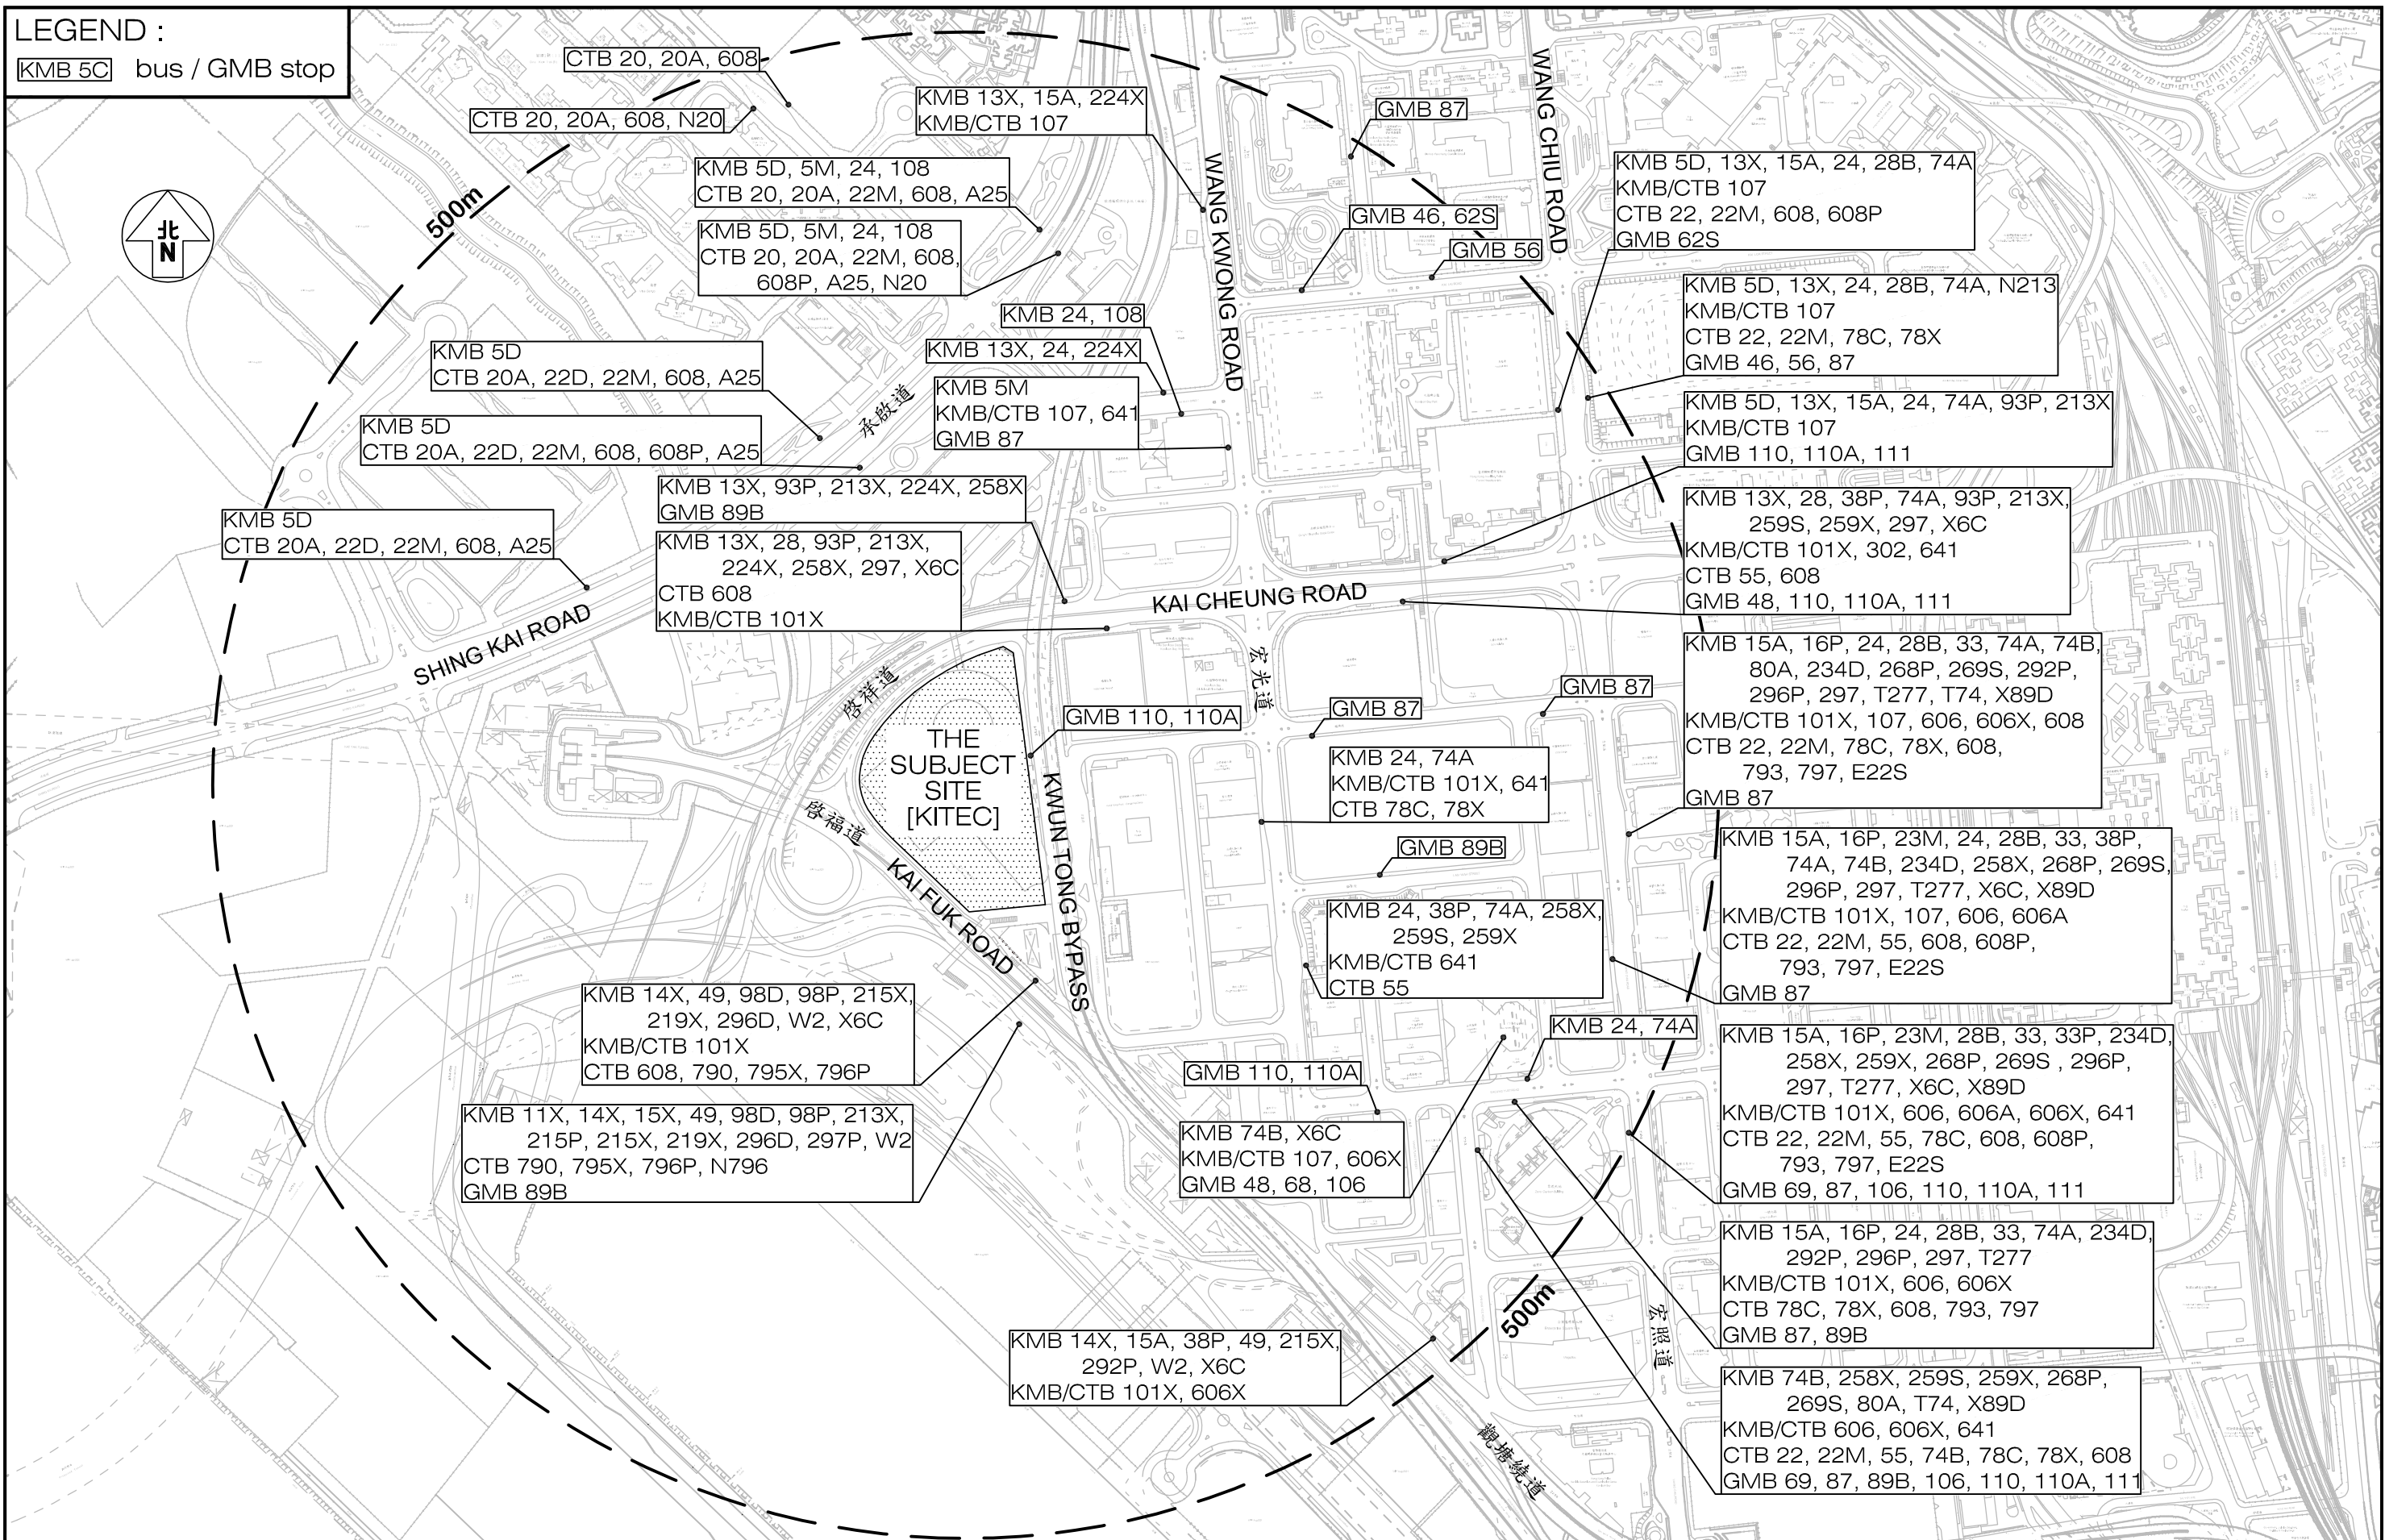 LEGEND :
KMB 5C bus / GMB stop
CTB 20, 20A, 608
CTB 20, 20A, 608, N20
KMB 13X, 15A, 224X
KMB/CTB 107
GMB 87
WANG CHIU ROAD
KMB 5D, 5M, 24, 108
CTB 20, 20A, 22M, 608, A25
KMB 5D, 5M, 24, 108
CTB 20, 20A, 22M, 608,
608P, A25, N20
500m
北
N
WANG KWONG ROAD
GMB 46, 62S
GMB 56
KMB 5D, 13X, 15A, 24, 28B, 74A
KMB/CTB 107
CTB 22, 22M, 608, 608P
GMB 62S
KMB 5D, 13X, 24, 28B, 74A, N213
KMB/CTB 107
CTB 22, 22M, 78C, 78X
GMB 46, 56, 87
KMB 24, 108
KMB 13X, 24, 224X
KMB 5M
KMB/CTB 107, 641
GMB 87
KMB 5D
CTB 20A, 22D, 22M, 608, A25
承啟道
KMB 5D
CTB 20A, 22D, 22M, 608, 608P, A25
KMB 5D, 13X, 15A, 24, 74A, 93P, 213X
KMB/CTB 107
GMB 110, 110A, 111
KMB 13X, 93P, 213X, 224X, 258X
GMB 89B
KMB 5D
CTB 20A, 22D, 22M, 608, A25
KMB 13X, 28, 93P, 213X,
224X, 258X, 297, X6C
CTB 608
KMB/CTB 101X
KMB 13X, 28, 38P, 74A, 93P, 213X,
259S, 259X, 297, X6C
KMB/CTB 101X, 302, 641
CTB 55, 608
GMB 48, 110, 110A, 111
KAI CHEUNG ROAD
SHING KAI ROAD
啓祥道
宏光道
KMB 15A, 16P, 24, 28B, 33, 74A, 74B,
80A, 234D, 268P, 269S, 292P,
296P, 297, T277, T74, X89D
KMB/CTB 101X, 107, 606, 606X, 608
CTB 22, 22M, 78C, 78X, 608,
793, 797, E22S
GMB 87
GMB 110, 110A
GMB 87
GMB 87
THE
SUBJECT
SITE
[KITEC]
KMB 24, 74A
KMB/CTB 101X, 641
CTB 78C, 78X
啓福道
KAI FUK ROAD
KWUN TONG BYPASS
GMB 89B
KMB 15A, 16P, 23M, 24, 28B, 33, 38P,
74A, 74B, 234D, 258X, 268P, 269S,
296P, 297, T277, X6C, X89D
KMB/CTB 101X, 107, 606, 606A
CTB 22, 22M, 55, 608, 608P,
793, 797, E22S
GMB 87
KMB 24, 38P, 74A, 258X,
259S, 259X
KMB/CTB 641
CTB 55
KMB 14X, 49, 98D, 98P, 215X,
219X, 296D, W2, X6C
KMB/CTB 101X
CTB 608, 790, 795X, 796P
KMB 24, 74A
GMB 110, 110A
KMB 15A, 16P, 23M, 28B, 33, 33P, 234D,
258X, 259X, 268P, 269S , 296P,
297, T277, X6C, X89D
KMB/CTB 101X, 606, 606A, 606X, 641
CTB 22, 22M, 55, 78C, 608, 608P,
793, 797, E22S
GMB 69, 87, 106, 110, 110A, 111
KMB 11X, 14X, 15X, 49, 98D, 98P, 213X,
215P, 215X, 219X, 296D, 297P, W2
CTB 790, 795X, 796P, N796
GMB 89B
KMB 74B, X6C
KMB/CTB 107, 606X
GMB 48, 68, 106
KMB 15A, 16P, 24, 28B, 33, 74A, 234D,
292P, 296P, 297, T277
KMB/CTB 101X, 606, 606X
CTB 78C, 78X, 608, 793, 797
GMB 87, 89B
500m
宏照道
KMB 14X, 15A, 38P, 49, 215X,
292P, W2, X6C
KMB/CTB 101X, 606X
KMB 74B, 258X, 259S, 259X, 268P,
269S, 80A, T74, X89D
KMB/CTB 606, 606X, 641
CTB 22, 22M, 55, 74B, 78C, 78X, 608
GMB 69, 87, 89B, 106, 110, 110A, 111
觀塘繞道